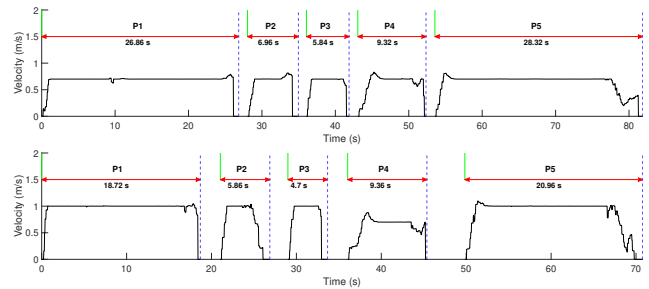 2
P1 P2 P3 P4 P5
1.5
26.86 s 6.96 s 5.84 s 9.32 s 28.32 s
1
0.5
0
Velocity (m/s)
0 10 20 30 40 50 60 70 80
Time (s)
2
P1 P2 P3 P4 P5
1.5
18.72 s 5.86 s 4.7 s 9.36 s 20.96 s
1
0.5
0
Velocity (m/s)
0 10 20 30 40 50 60 70
Time (s)